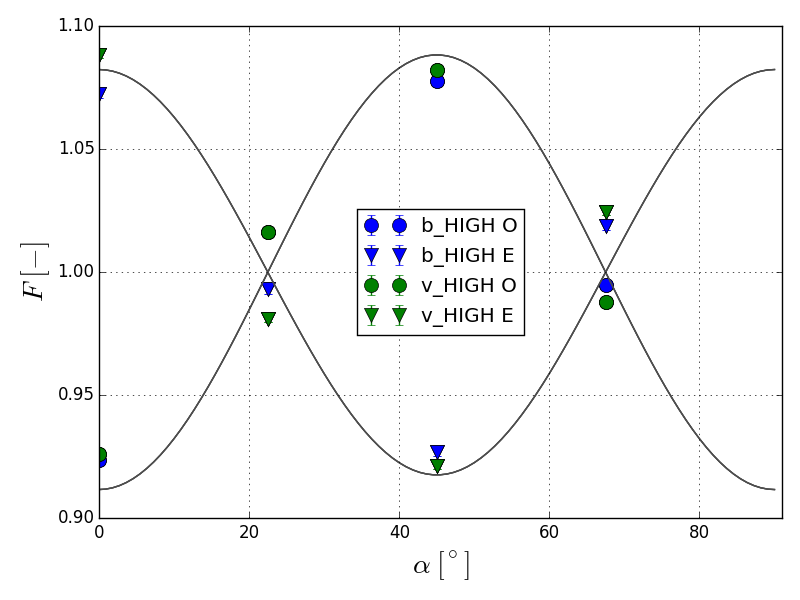 1.10
1.05
1.00
0.95
0.90
F [−]
b_HIGH O
b_HIGH E
v_HIGH O
v_HIGH E
0 20 40 60 80
α [°]